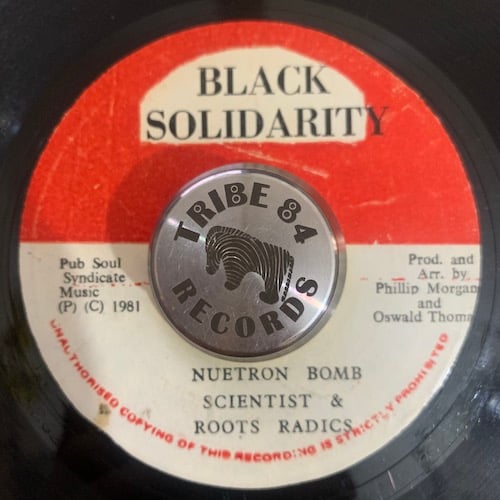 BLACK
SOLIDARITY
TRIBE 84
RECORDS
Pub Soul
Syndicate
Music
(P) (C) 1981
Prod. and
Arr. by
Phillip Morgan
and
Oswald Thoma
NUETRON BOMB
SCIENTIST &
ROOTS RADICS
UNAUTHORISED COPYING OF THIS RECORDING IS STRICTLY PROHIBITED